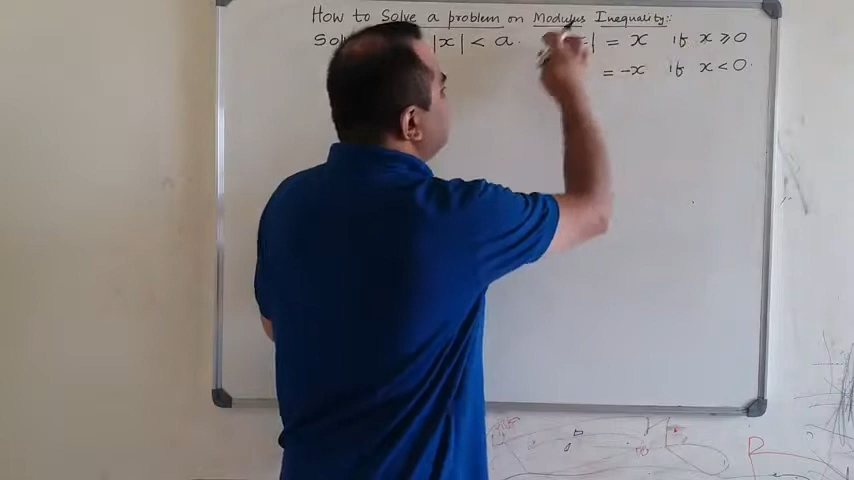 How to Solve a problem on Modulus Inequality:
|x| < a. | = x if x ⩾ 0
= -x if x < 0.
R